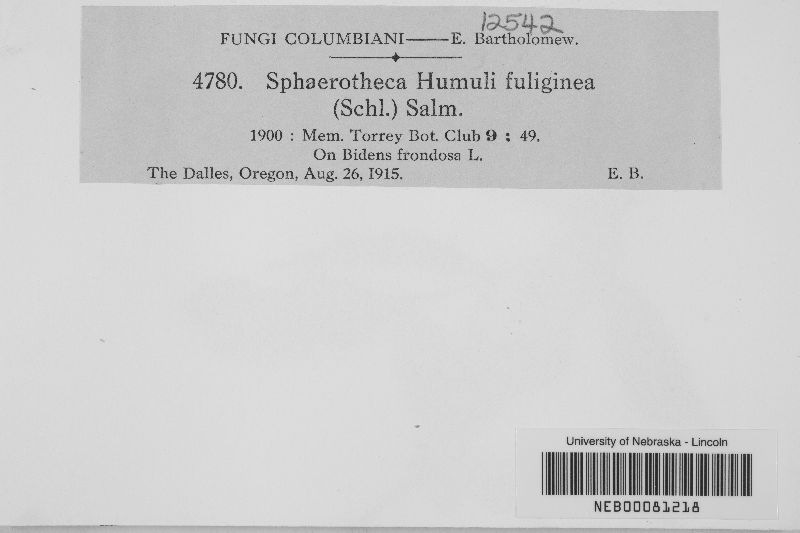 12542
FUNGI COLUMBIANI——E. Bartholomew.
4780. Sphaerotheca Humuli fuliginea
(Schl.) Salm.
1900 : Mem. Torrey Bot. Club 9 : 49.
On Bidens frondosa L.
The Dalles, Oregon, Aug. 26, 1915. E. B.
University of Nebraska - Lincoln
NEB00081218